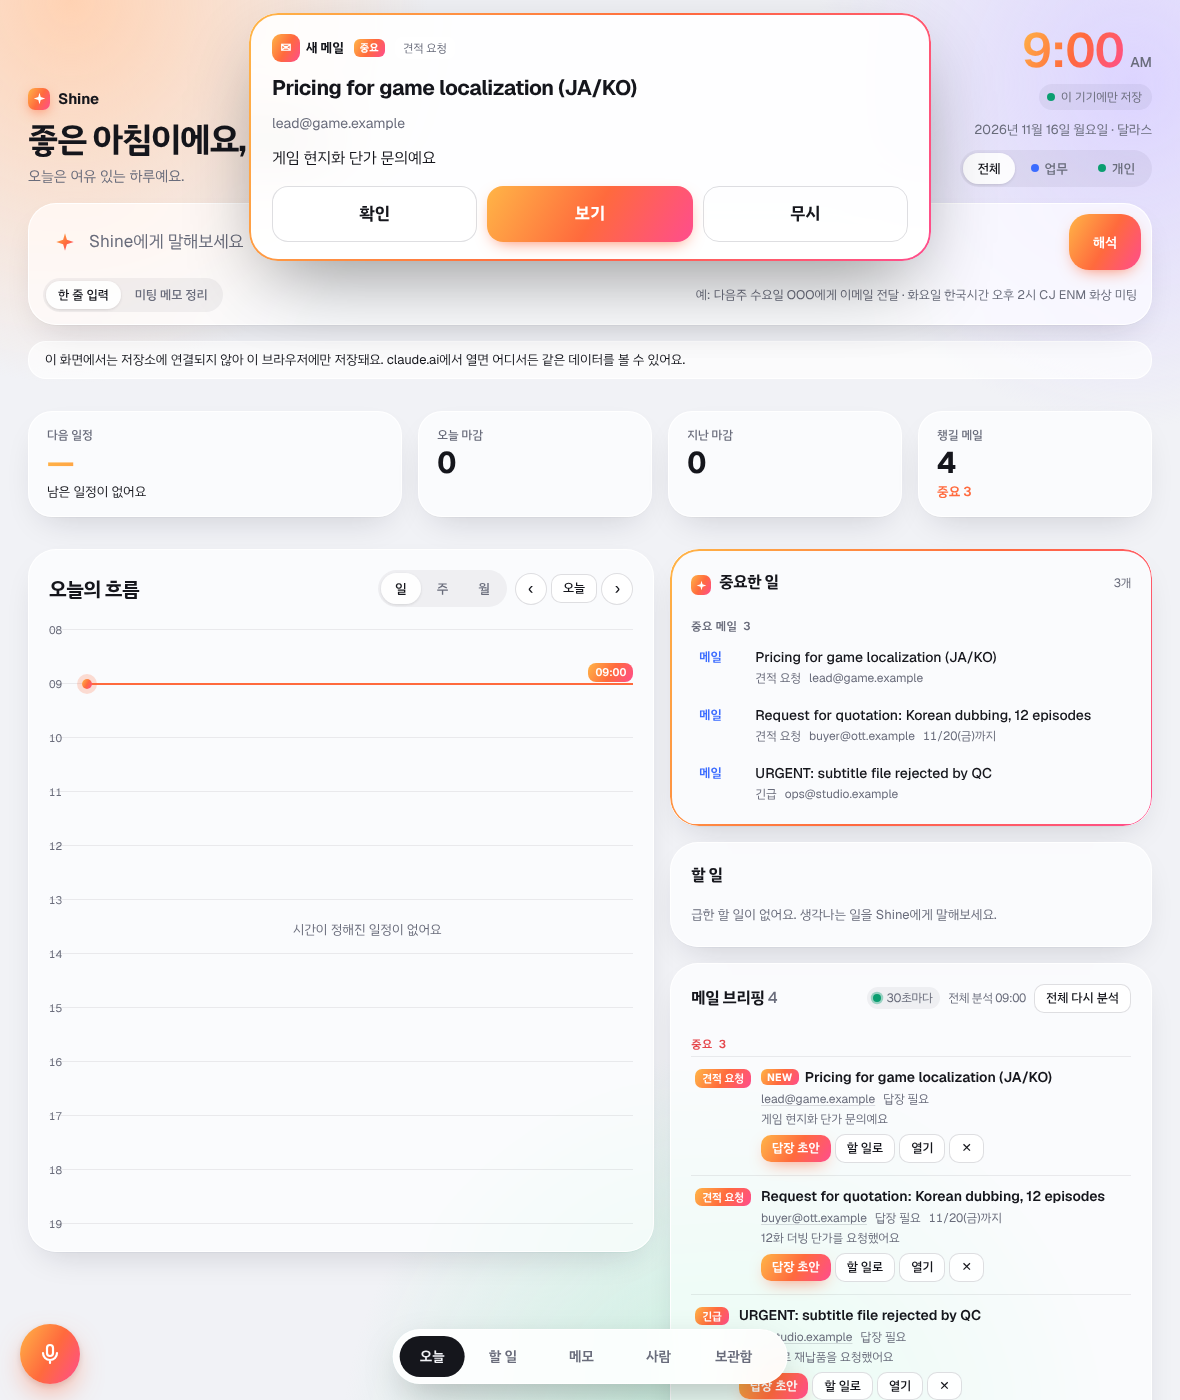 ✉ 새 메일 중요 견적 요청
Pricing for game localization (JA/KO)
lead@game.example
게임 현지화 단가 문의예요
확인 보기 무시
9:00 AM
이 기기에만 저장
2026년 11월 16일 월요일 · 달라스
전체 업무 개인
Shine
좋은 아침이에요,
오늘은 여유 있는 하루예요.
Shine에게 말해보세요
해석
한 줄 입력 미팅 메모 정리
예: 다음주 수요일 OOO에게 이메일 전달 · 화요일 한국시간 오후 2시 CJ ENM 화상 미팅
이 화면에서는 저장소에 연결되지 않아 이 브라우저에만 저장돼요. claude.ai에서 열면 어디서든 같은 데이터를 볼 수 있어요.
다음 일정
—
남은 일정이 없어요
오늘 마감
0
지난 마감
0
챙길 메일
4
중요 3
오늘의 흐름
일 주 월 ‹ 오늘 ›
08
09:00
09
10
11
12
13
시간이 정해진 일정이 없어요
14
15
16
17
18
19
중요한 일 3개
중요 메일 3
메일 Pricing for game localization (JA/KO)
견적 요청 lead@game.example
메일 Request for quotation: Korean dubbing, 12 episodes
견적 요청 buyer@ott.example 11/20(금)까지
메일 URGENT: subtitle file rejected by QC
긴급 ops@studio.example
할 일
급한 할 일이 없어요. 생각나는 일을 Shine에게 말해보세요.
메일 브리핑 4 30초마다 전체 분석 09:00 전체 다시 분석
중요 3
견적 요청 NEW Pricing for game localization (JA/KO)
lead@game.example 답장 필요
게임 현지화 단가 문의예요
답장 초안 할 일로 열기 ✕
견적 요청 Request for quotation: Korean dubbing, 12 episodes
buyer@ott.example 답장 필요 11/20(금)까지
12화 더빙 단가를 요청했어요
답장 초안 할 일로 열기 ✕
긴급 URGENT: subtitle file rejected by QC
답장 필요
재납품을 요청했어요
답장 초안 할 일로 열기 ✕
오늘 할 일 메모 사람 보관함